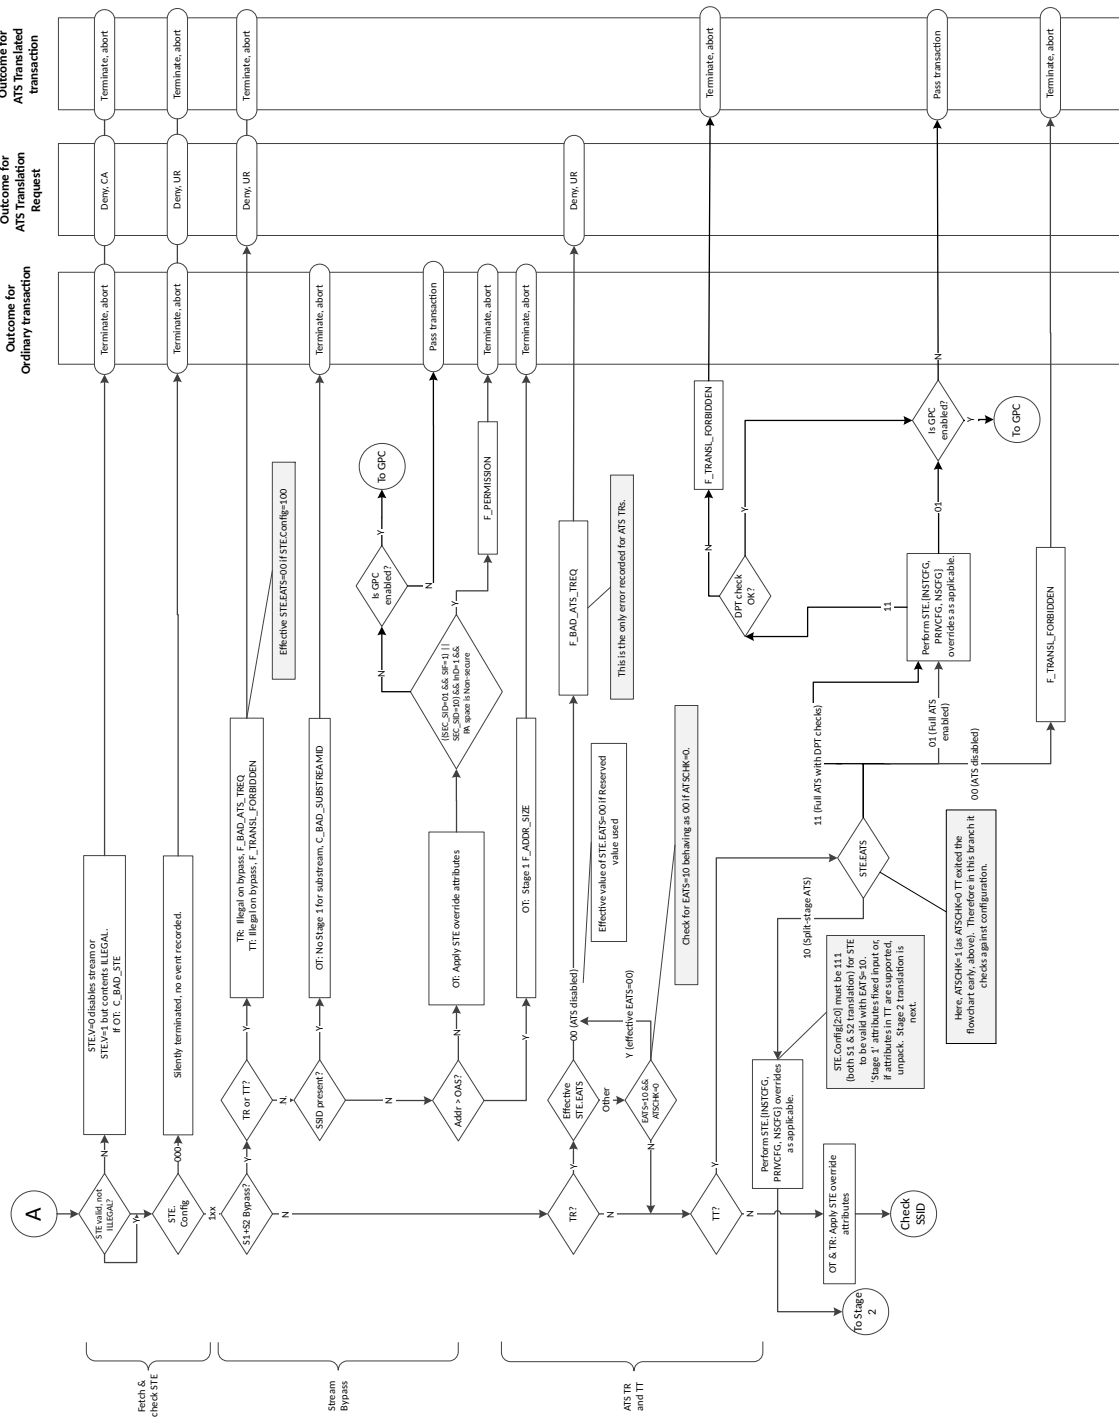 Outcome for
Ordinary transaction
Outcome for
ATS Translation
Request
Outcome for
ATS Translated
transaction
Fetch &
check STE
Stream
Bypass
ATS TR
and TT
A
STE valid, not
ILLEGAL?
N
Y
STE.V=0 disables stream or
STE.V=1 but contents ILLEGAL.
If OT:  C_BAD_STE
Terminate, abort
Deny, CA
Terminate, abort
STE.
Config
000
1xx
Silently terminated, no event recorded.
Terminate, abort
Deny, UR
Terminate, abort
S1+S2 Bypass?
Y
N
TR or TT?
Y
N
TR:  Illegal on bypass, F_BAD_ATS_TREQ
TT: Illegal on bypass, F_TRANSL_FORBIDDEN
Effective STE.EATS=00 if STE.Config=100
Deny, UR
Terminate, abort
SSID present?
Y
N
OT: No Stage 1 for substream, C_BAD_SUBSTREAMID
Terminate, abort
Addr > OAS?
N
Y
OT: Apply STE override attributes
((SEC_SID=01 && SIF=1) ||
SEC_SID=10) && InD=1 &&
PA space is Non-secure
N
Y
Is GPC
enabled?
Y
N
To GPC
Pass transaction
F_PERMISSION
Terminate, abort
OT:  Stage 1 F_ADDR_SIZE
Terminate, abort
TR?
Y
N
Effective
STE.EATS
00 (ATS disabled)
Other
Effective value of STE.EATS=00 if Reserved
value used
F_BAD_ATS_TREQ
This is the only error recorded for ATS TRs.
Deny, UR
EATS=10 &&
ATSCHK=0
Y (effective EATS=00)
N
Check for EATS=10 behaving as 00 if ATSCHK=0.
TT?
Y
N
STE.EATS
10 (Split-stage ATS)
11 (Full ATS with DPT checks)
01 (Full ATS
enabled)
00 (ATS disabled)
Here, ATSCHK=1 (as ATSCHK=0 TT exited the
flowchart early, above).  Therefore in this branch it
checks against configuration.
Perform STE.{INSTCFG,
PRIVCFG, NSCFG} overrides
as applicable.
STE.Config[2:0] must be 111
(both S1 & S2 translation) for STE
to be valid with EATS=10.
'Stage 1' attributes fixed input or,
if attributes in TT are supported,
unpack.  Stage 2 translation is
next.
To Stage
2
OT & TR: Apply STE override
attributes
Check
SSID
Perform STE.{INSTCFG,
PRIVCFG, NSCFG}
overrides as applicable.
11
01
DPT check
OK?
N
Y
F_TRANSL_FORBIDDEN
Terminate, abort
Is GPC
enabled?
N
Y
To GPC
Pass transaction
F_TRANSL_FORBIDDEN
Terminate, abort